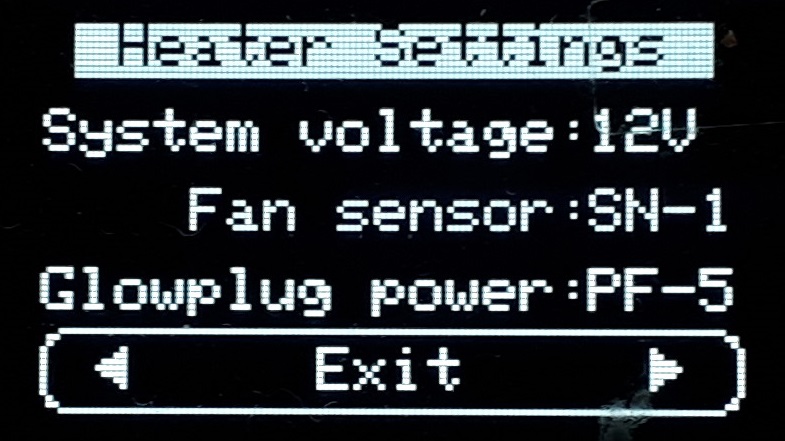 Heater Settings
System voltage:12V
Fan sensor:SN-1
Glowplug power:PF-5
Exit